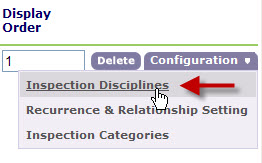 Display
Order
1 Delete Configuration
Inspection Disciplines
Recurrence & Relationship Setting
Inspection Categories